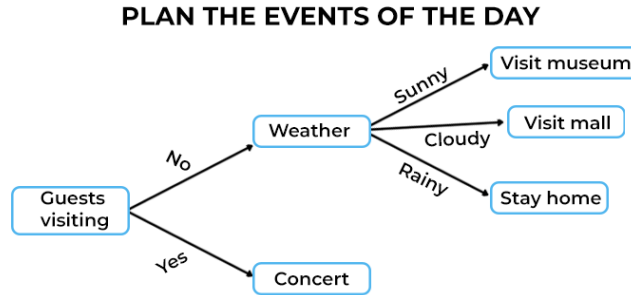 PLAN THE EVENTS OF THE DAY
Sunny
Visit museum
Weather
Cloudy
Visit mall
No
Rainy
Stay home
Guests
visiting
Yes
Concert